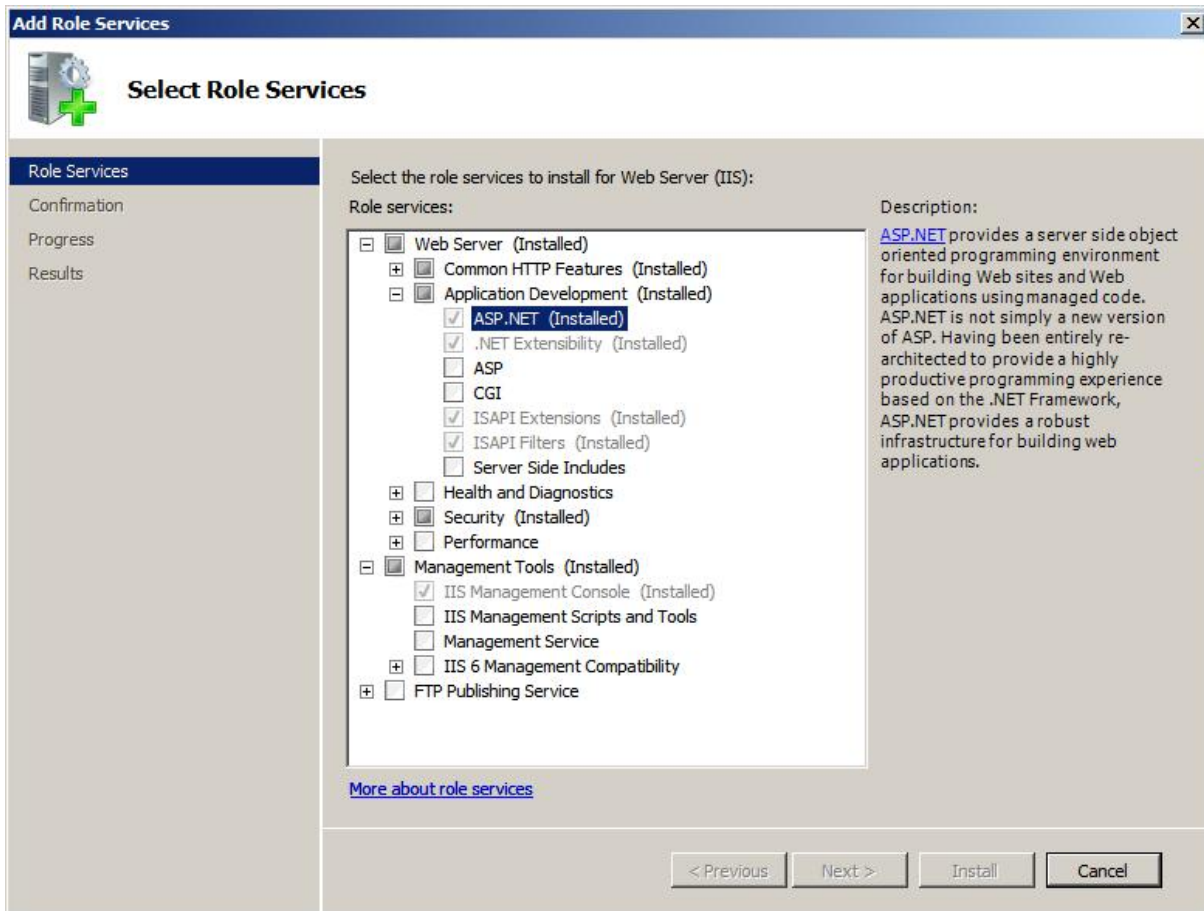 Add Role Services
Select Role Services
Role Services
Confirmation
Progress
Results
Select the role services to install for Web Server (IIS):
Role services:
Web Server (Installed)
Common HTTP Features (Installed)
Application Development (Installed)
ASP.NET (Installed)
.NET Extensibility (Installed)
ASP
CGI
ISAPI Extensions (Installed)
ISAPI Filters (Installed)
Server Side Includes
Health and Diagnostics
Security (Installed)
Performance
Management Tools (Installed)
IIS Management Console (Installed)
IIS Management Scripts and Tools
Management Service
IIS 6 Management Compatibility
FTP Publishing Service
More about role services
Description:
ASP.NET provides a server side object
oriented programming environment
for building Web sites and Web
applications using managed code.
ASP.NET is not simply a new version
of ASP. Having been entirely re-
architected to provide a highly
productive programming experience
based on the .NET Framework,
ASP.NET provides a robust
infrastructure for building web
applications.
< Previous
Next >
Install
Cancel